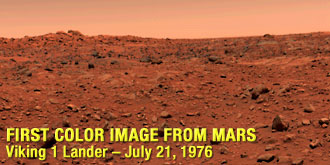 FIRST COLOR IMAGE FROM MARS
Viking 1 Lander – July 21, 1976